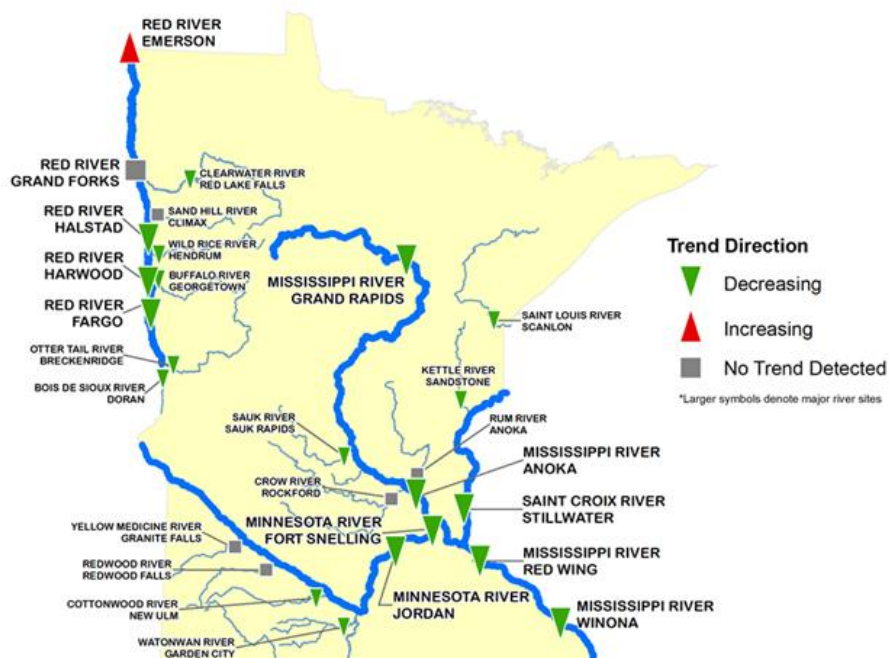 RED RIVER
EMERSON
RED RIVER
GRAND FORKS
CLEARWATER RIVER
RED LAKE FALLS
SAND HILL RIVER
CLIMAX
RED RIVER
HALSTAD
WILD RICE RIVER
HENDRUM
RED RIVER
HARWOOD
BUFFALO RIVER
GEORGETOWN
RED RIVER
FARGO
MISSISSIPPI RIVER
GRAND RAPIDS
OTTER TAIL RIVER
BRECKENRIDGE
BOIS DE SIOUX RIVER
DORAN
SAINT LOUIS RIVER
SCANLON
KETTLE RIVER
SANDSTONE
SAUK RIVER
SAUK RAPIDS
RUM RIVER
ANOKA
MISSISSIPPI RIVER
ANOKA
CROW RIVER
ROCKFORD
SAINT CROIX RIVER
STILLWATER
MINNESOTA RIVER
FORT SNELLING
YELLOW MEDICINE RIVER
GRANITE FALLS
MISSISSIPPI RIVER
RED WING
REDWOOD RIVER
REDWOOD FALLS
MINNESOTA RIVER
JORDAN
COTTONWOOD RIVER
NEW ULM
MISSISSIPPI RIVER
WINONA
WATONWAN RIVER
GARDEN CITY
Trend Direction
Decreasing
Increasing
No Trend Detected
*Larger symbols denote major river sites